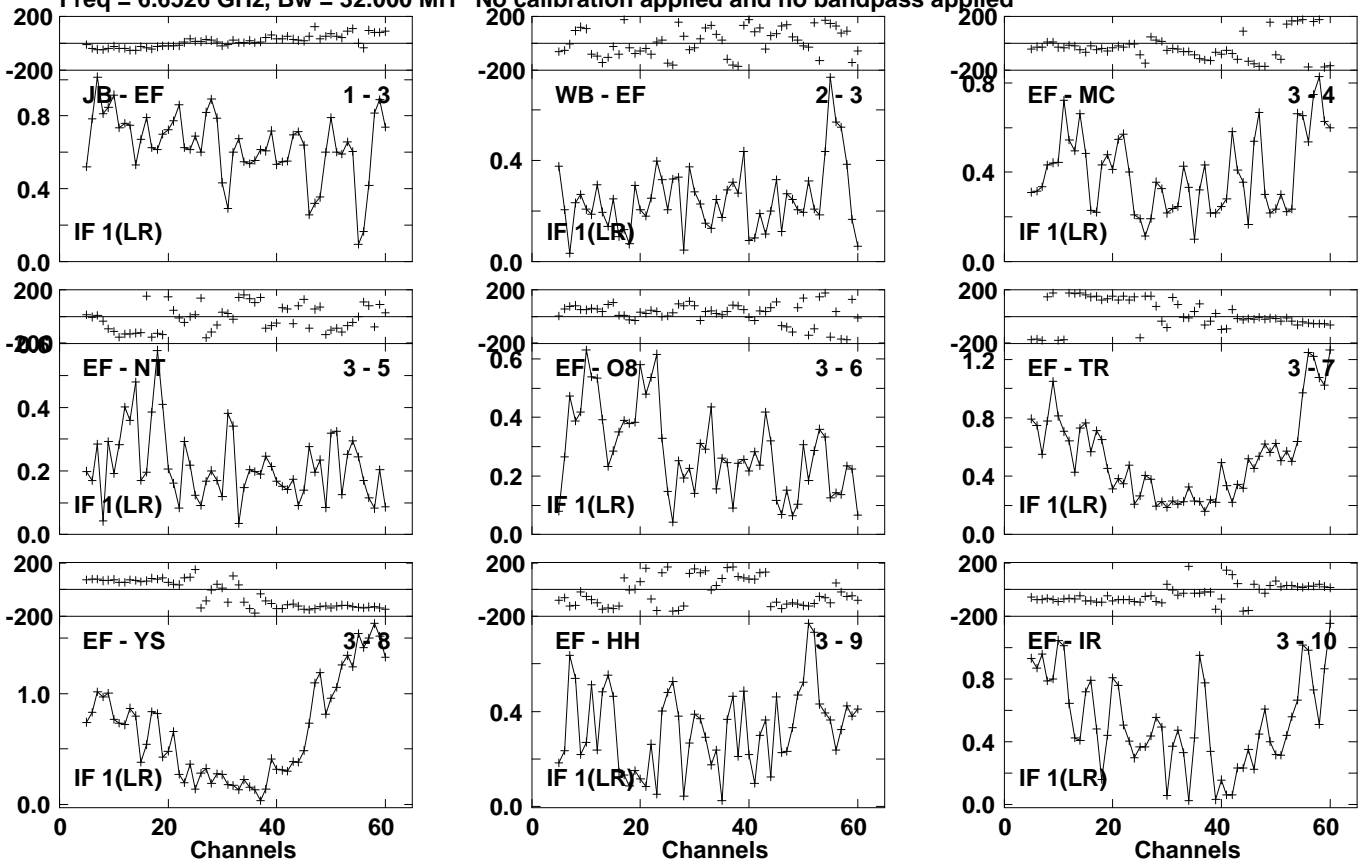 Freq = 6.6526 GHz, Bw = 32.000 MH No calibration applied and no bandpass applied
200 200 200
-200 -200 -200
JB - EF 1 - 3 WB - EF 2 - 3 EF - MC 3 - 4
0.8 0.4 0.8
0.4 0.4
IF 1(LR) IF 1(LR) IF 1(LR)
0.0 0.0 0.0
200 200 200
-200 -200 -200
0.6 0.6 1.2
EF - NT 3 - 5 EF - O8 3 - 6 EF - TR 3 - 7
0.4 0.4 0.8
0.2 0.2 0.4
IF 1(LR) IF 1(LR) IF 1(LR)
0.0 0.0 0.0
200 200 200
-200 -200 -200
EF - YS 3 - 8 EF - HH 3 - 9 EF - IR 3 - 10
1.0 0.4 0.8
0.4
IF 1(LR) IF 1(LR) IF 1(LR)
0.0 0.0 0.0
0 20 40 60 0 20 40 60 0 20 40 60
Channels Channels Channels